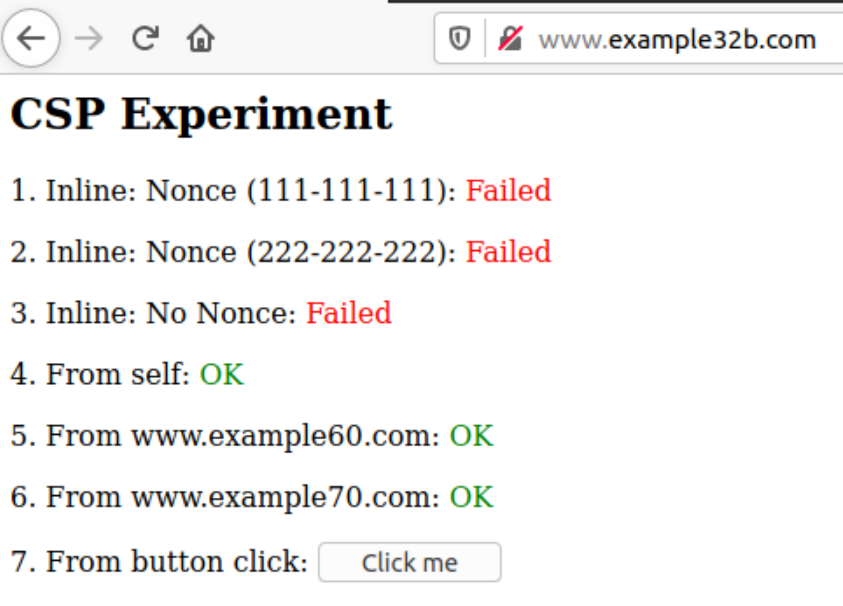 www.example32b.com
CSP Experiment
1. Inline: Nonce (111-111-111): Failed
2. Inline: Nonce (222-222-222): Failed
3. Inline: No Nonce: Failed
4. From self: OK
5. From www.example60.com: OK
6. From www.example70.com: OK
7. From button click: Click me